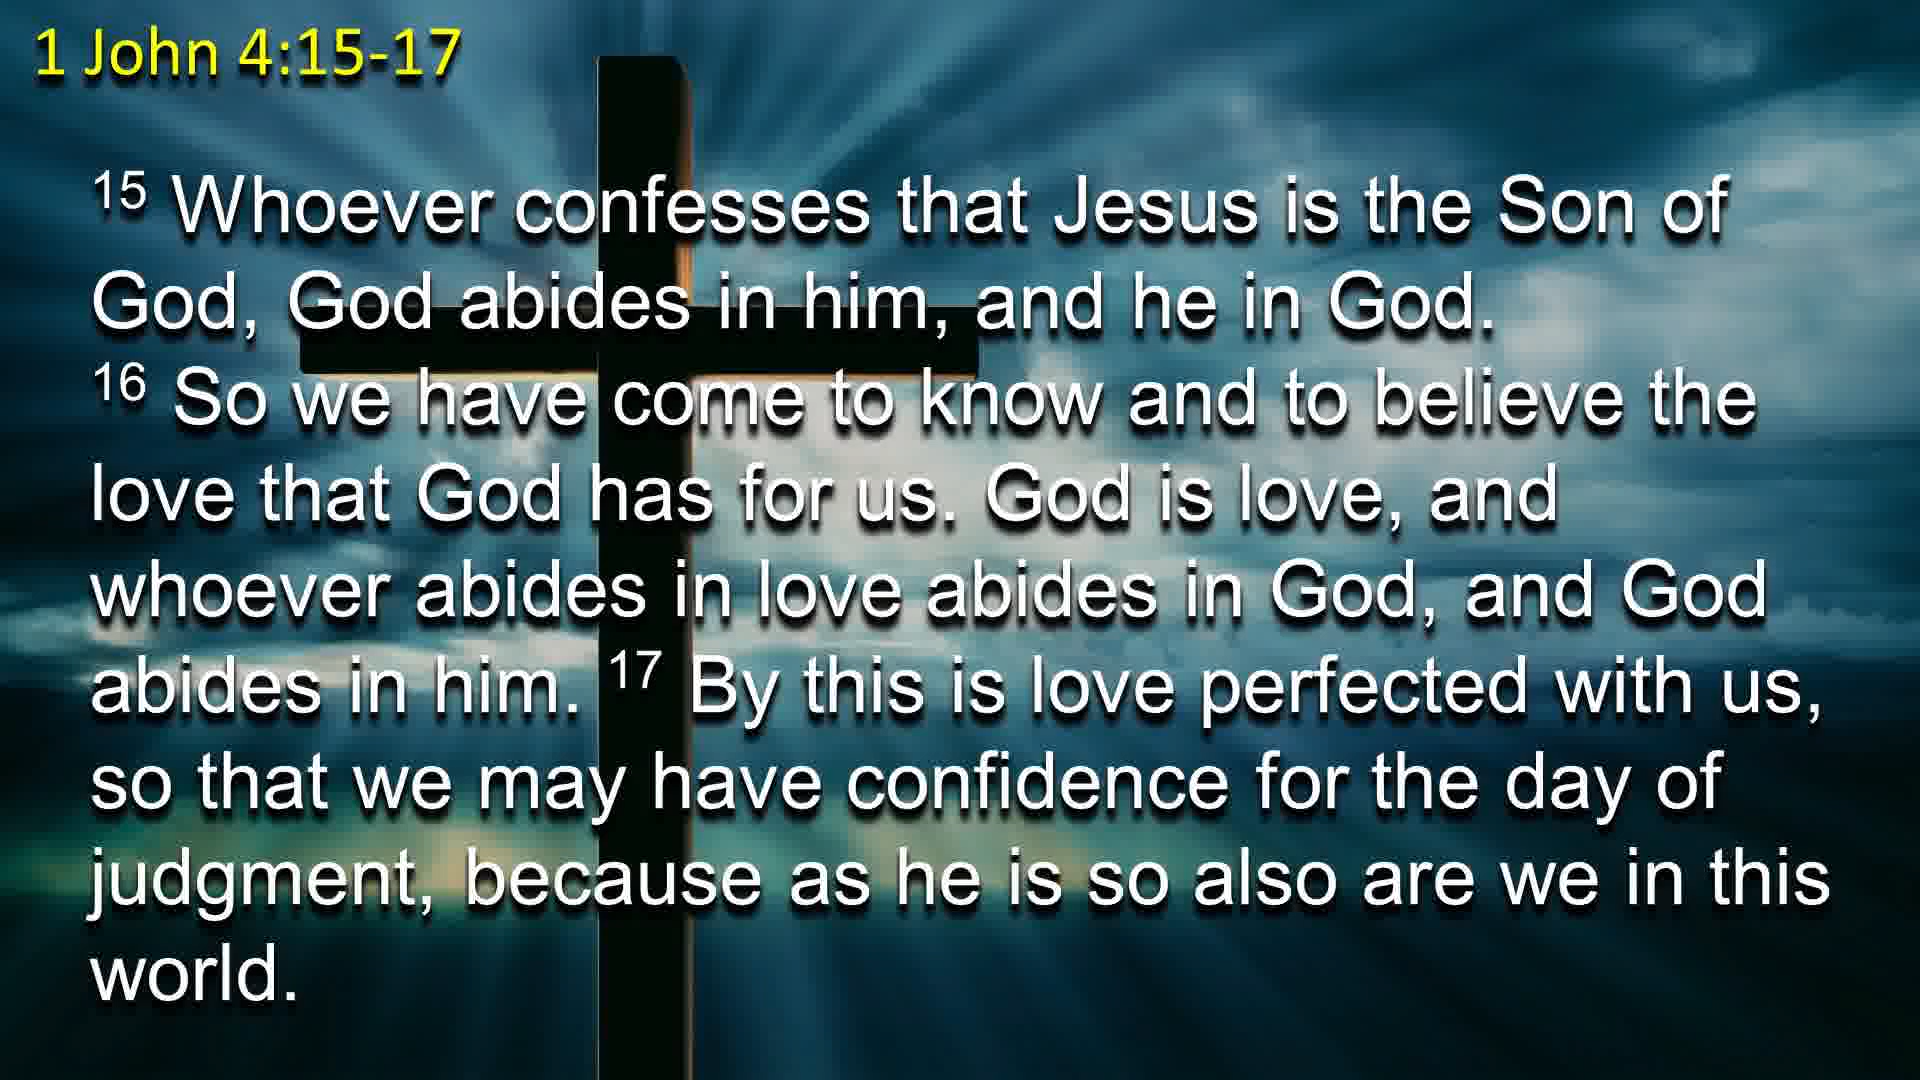 1 John 4:15-17
15 Whoever confesses that Jesus is the Son of
God, God abides in him, and he in God.
16 So we have come to know and to believe the
love that God has for us. God is love, and
whoever abides in love abides in God, and God
abides in him. 17 By this is love perfected with us,
so that we may have confidence for the day of
judgment, because as he is so also are we in this
world.